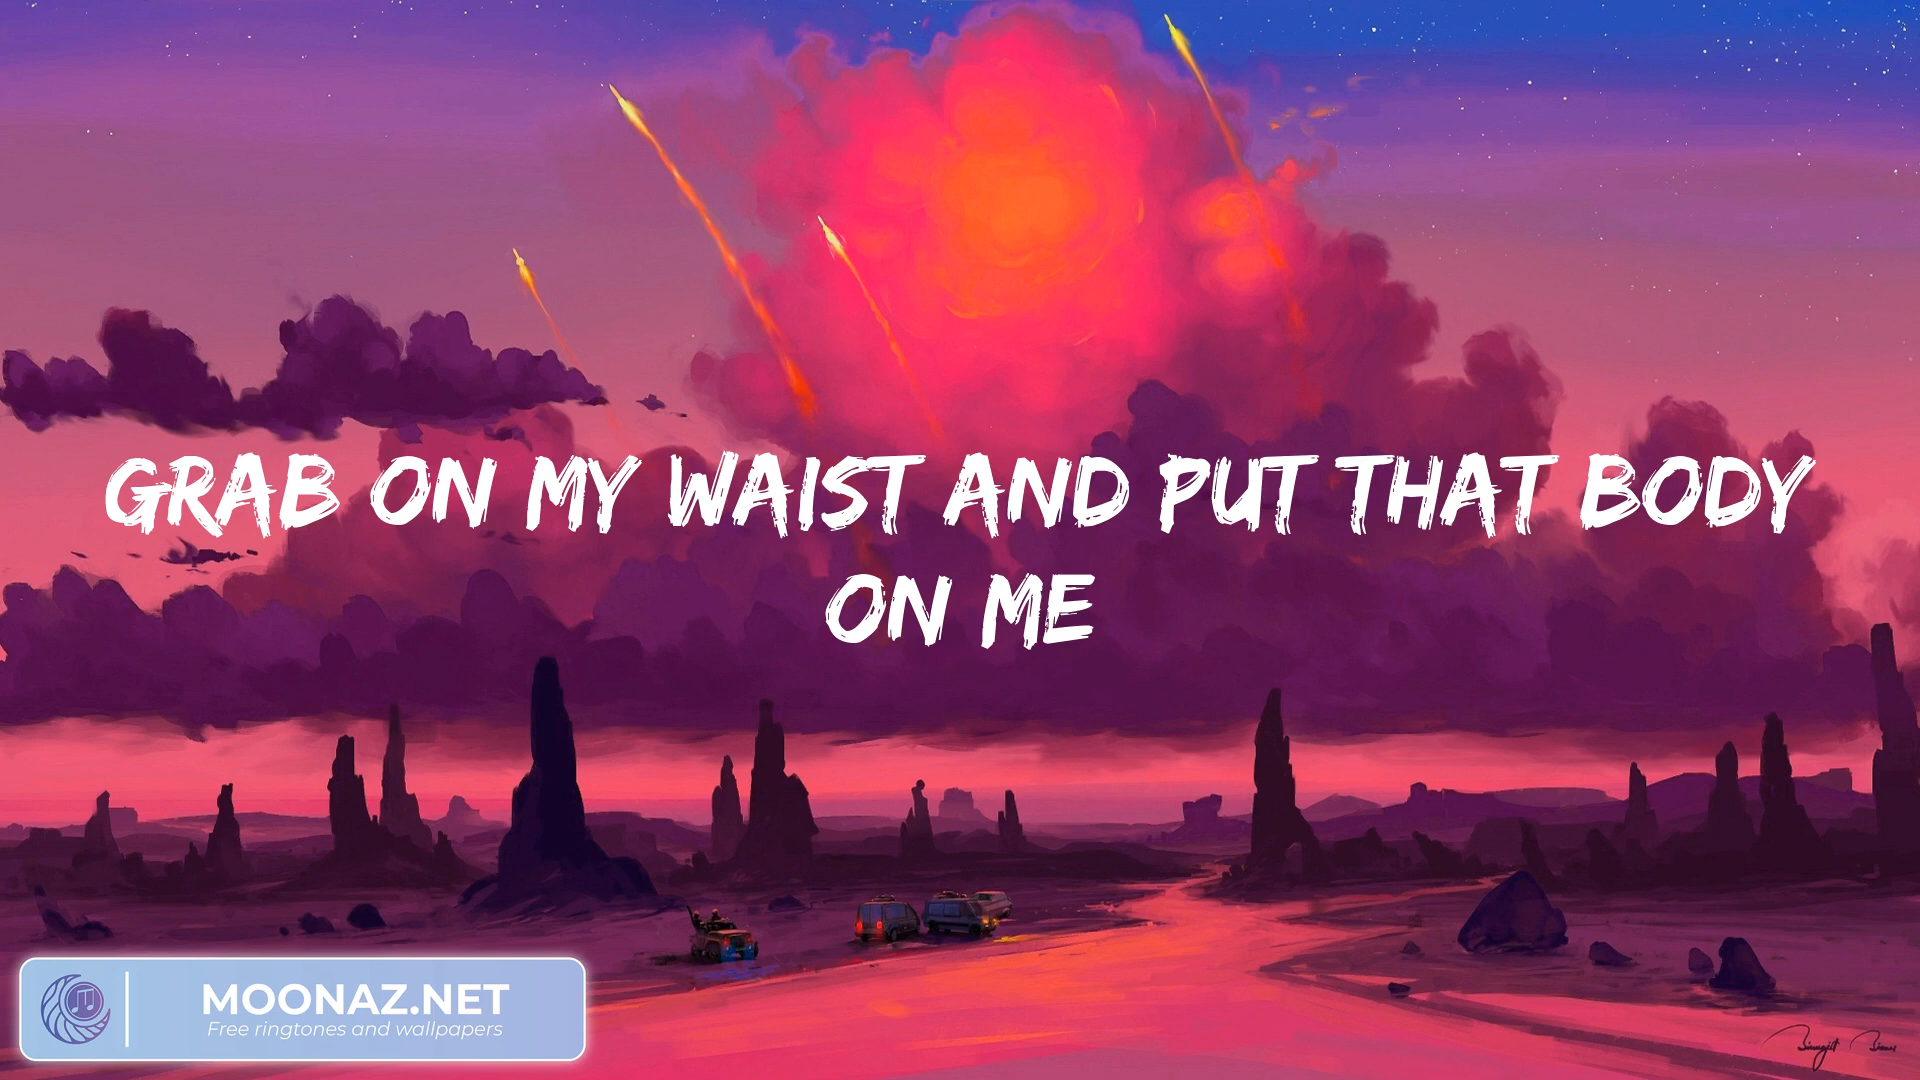 GRAB ON MY WAIST AND PUT THAT BODY
ON ME
MOONAZ.NET
Free ringtones and wallpapers